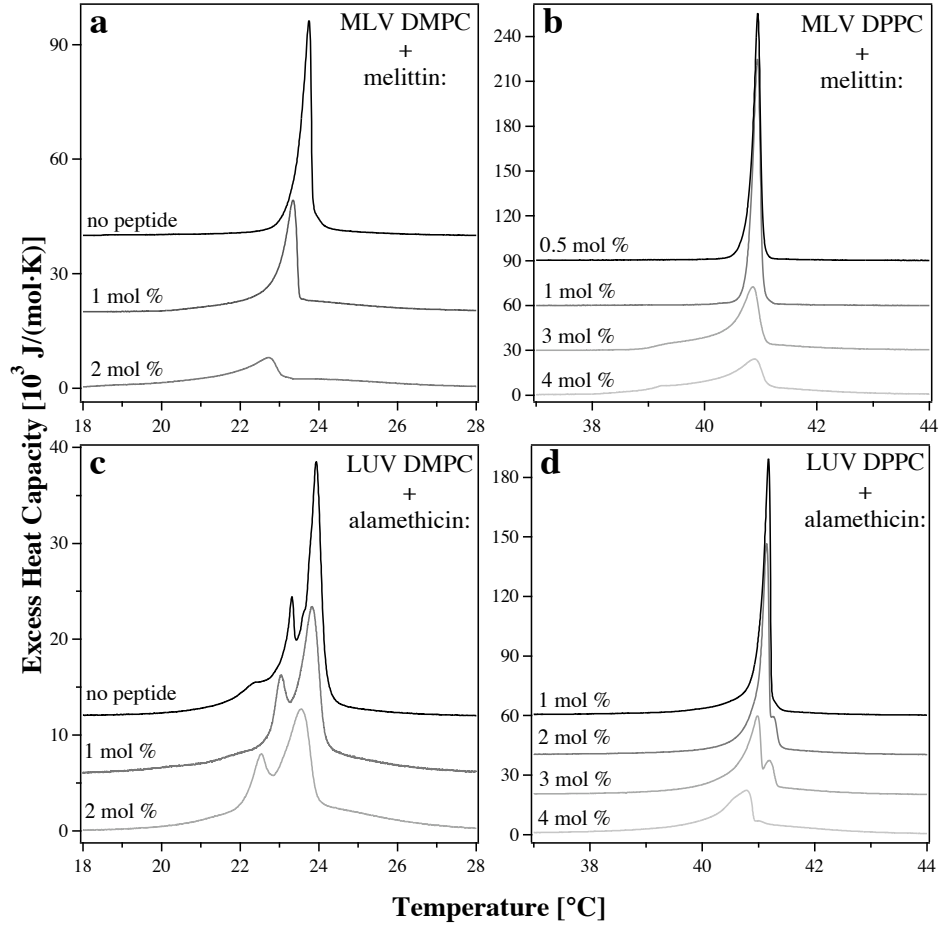 Excess Heat Capacity [10³ J/(mol·K)]
a
MLV DMPC
+
melittin:
90
60
30
0
no peptide
1 mol %
2 mol %
18 20 22 24 26 28
b
MLV DPPC
+
melittin:
240
210
180
150
120
90
60
30
0
0.5 mol %
1 mol %
3 mol %
4 mol %
38 40 42 44
c
LUV DMPC
+
alamethicin:
40
30
20
10
0
no peptide
1 mol %
2 mol %
18 20 22 24 26 28
d
LUV DPPC
+
alamethicin:
180
150
120
90
60
30
0
1 mol %
2 mol %
3 mol %
4 mol %
38 40 42 44
Temperature [°C]